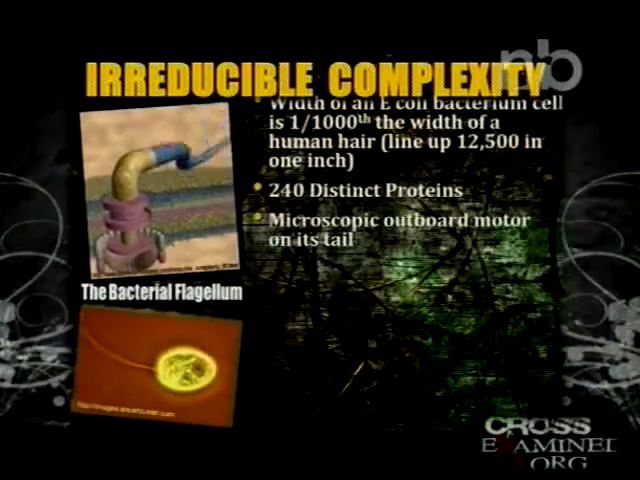 IRREDUCIBLE COMPLEXITY
nb
Width of an E coli bacterium cell
is 1/1000th the width of a
human hair (line up 12,500 in
one inch)
240 Distinct Proteins
Microscopic outboard motor
on its tail
The Bacterial Flagellum
CROSS
EXAMINED
.ORG